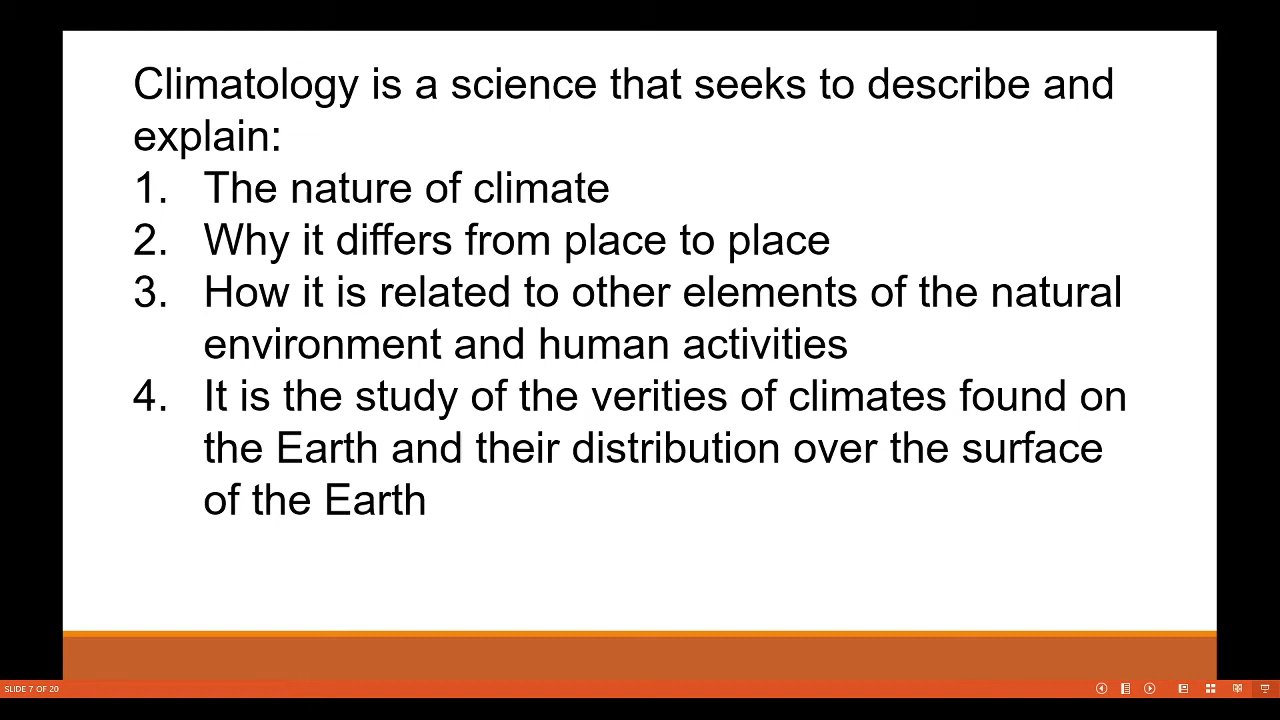 Climatology is a science that seeks to describe and
explain:
1. The nature of climate
2. Why it differs from place to place
3. How it is related to other elements of the natural
environment and human activities
4. It is the study of the verities of climates found on
the Earth and their distribution over the surface
of the Earth
SLIDE 7 OF 20